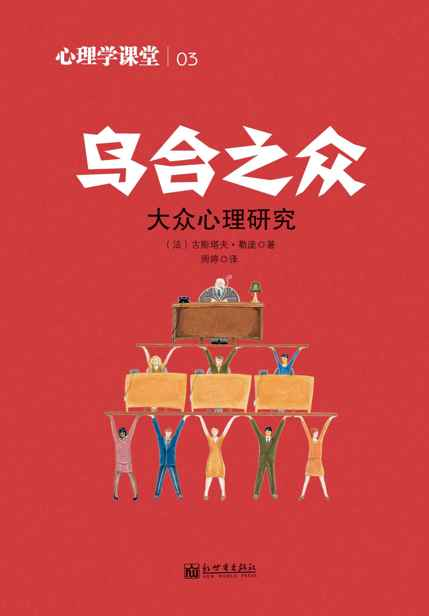 心理学课堂 03
乌合之众
大众心理研究
（法）古斯塔夫·勒庞◎著
周婷◎译
新世界出版社
NEW WORLD PRESS